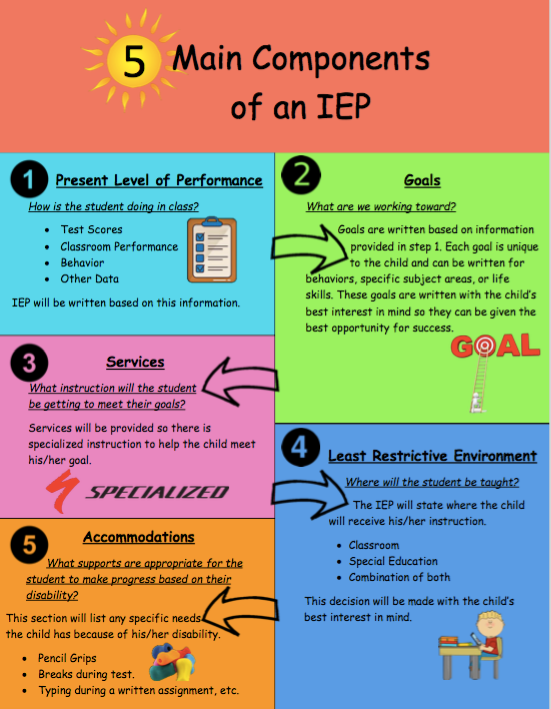 5 Main Components
of an IEP
1 Present Level of Performance
How is the student doing in class?
• Test Scores
• Classroom Performance
• Behavior
• Other Data
IEP will be written based on this information.
2 Goals
What are we working toward?
Goals are written based on information
provided in step 1. Each goal is unique
to the child and can be written for
behaviors, specific subject areas, or life
skills. These goals are written with the child's
best interest in mind so they can be given the
best opportunity for success.
GOAL
3 Services
What instruction will the student
be getting to meet their goals?
Services will be provided so there is
specialized instruction to help the child meet
his/her goal.
SPECIALIZED
4 Least Restrictive Environment
Where will the student be taught?
The IEP will state where the child
will receive his/her instruction.
• Classroom
• Special Education
• Combination of both
This decision will be made with the child's
best interest in mind.
5 Accommodations
What supports are appropriate for the
student to make progress based on their
disability?
This section will list any specific needs
the child has because of his/her disability.
• Pencil Grips
• Breaks during test.
• Typing during a written assignment, etc.